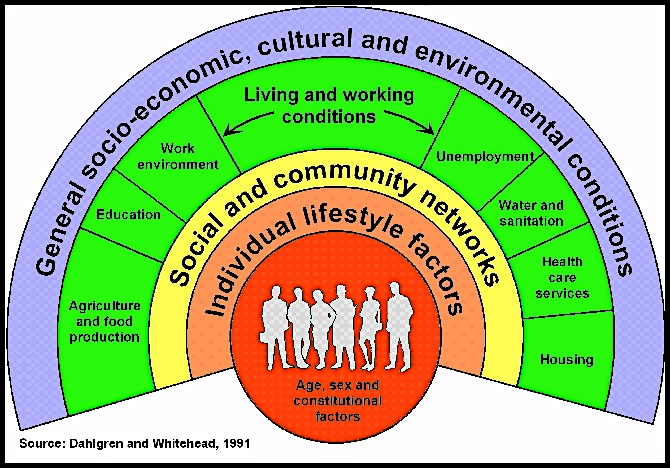 General socio-economic, cultural and environmental conditions
Living and working
conditions
Work
environment
Unemployment
Education
Water and
sanitation
Agriculture
and food
production
Health
care
services
Housing
Social and community networks
Individual lifestyle factors
Age, sex and
constitutional
factors
Source: Dahlgren and Whitehead, 1991